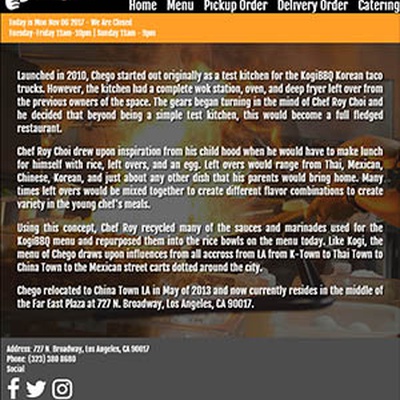 Home Menu Pickup Order Delivery Order Catering
Today is Mon Nov 06 2017 - We Are Closed
Tuesday-Friday 11am-10pm | Sunday 11am - 9pm
Launched in 2010, Chego started out originally as a test kitchen for the KogiBBQ Korean taco
trucks. However, the kitchen had a complete wok station, oven, and deep fryer left over from
the previous owners of the space. The gears began turning in the mind of Chef Roy Choi and
he decided that beyond being a simple test kitchen, this would become a full fledged
restaurant.
Chef Roy Choi drew upon inspiration from his child hood when he would have to make lunch
for himself with rice, left overs, and an egg. Left overs would range from Thai, Mexican,
Chinese, Korean, and just about any other dish that his parents would bring home. Many
times left overs would be mixed together to create different flavor combinations to create
variety in the young chef's meals.
Using this concept, Chef Roy recycled many of the sauces and marinades used for the
KogiBBQ menu and repurposed them into the rice bowls on the menu today. Like Kogi, the
menu of Chego draws upon influences from all accross from LA from K-Town to Thai Town to
China Town to the Mexican street carts dotted around the city.
Chego relocated to China Town LA in May of 2013 and now currently resides in the middle of
the Far East Plaza at 727 N. Broadway, Los Angeles, CA 90017.
Address: 727 N. Broadway, Los Angeles, CA 90017
Phone: (323) 380 8680
Social